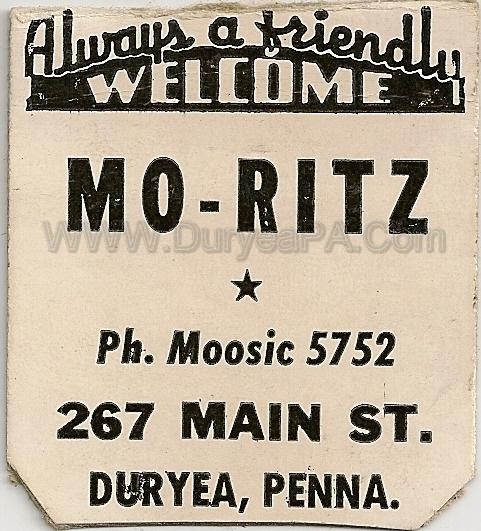 Always a friendly
WELCOME
MO-RITZ
WWW.DuryeaPA.Com
★
Ph. Moosic 5752
267 MAIN ST.
DURYEA, PENNA.